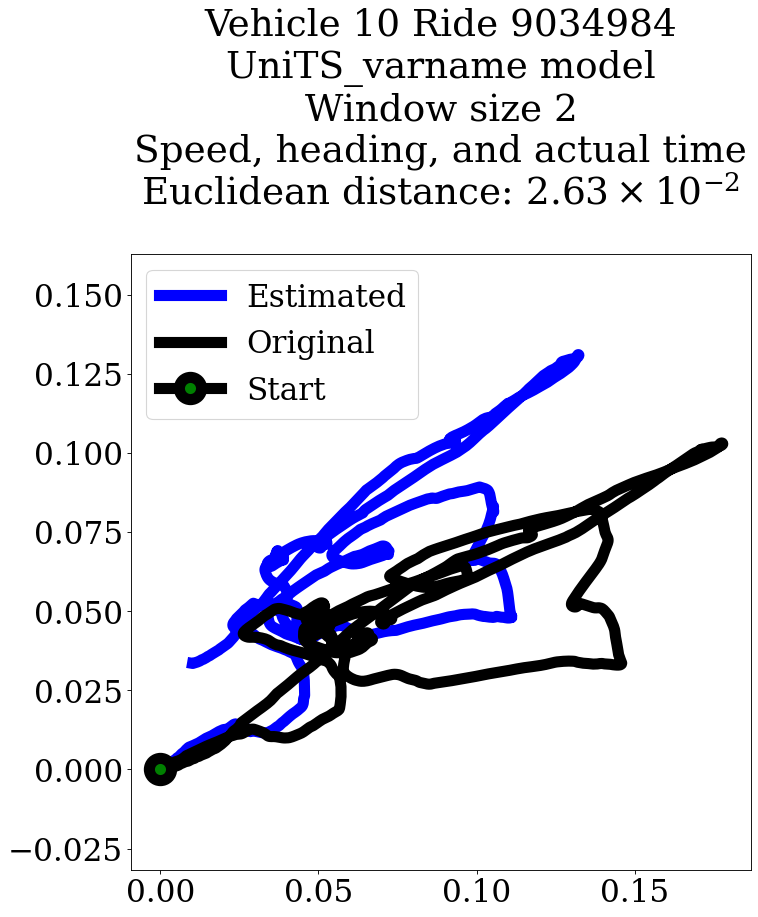 Vehicle 10 Ride 9034984
UniTS_varname model
Window size 2
Speed, heading, and actual time
Euclidean distance: 2.63 × 10⁻²
Estimated
Original
Start
0.150
0.125
0.100
0.075
0.050
0.025
0.000
−0.025
0.00 0.05 0.10 0.15